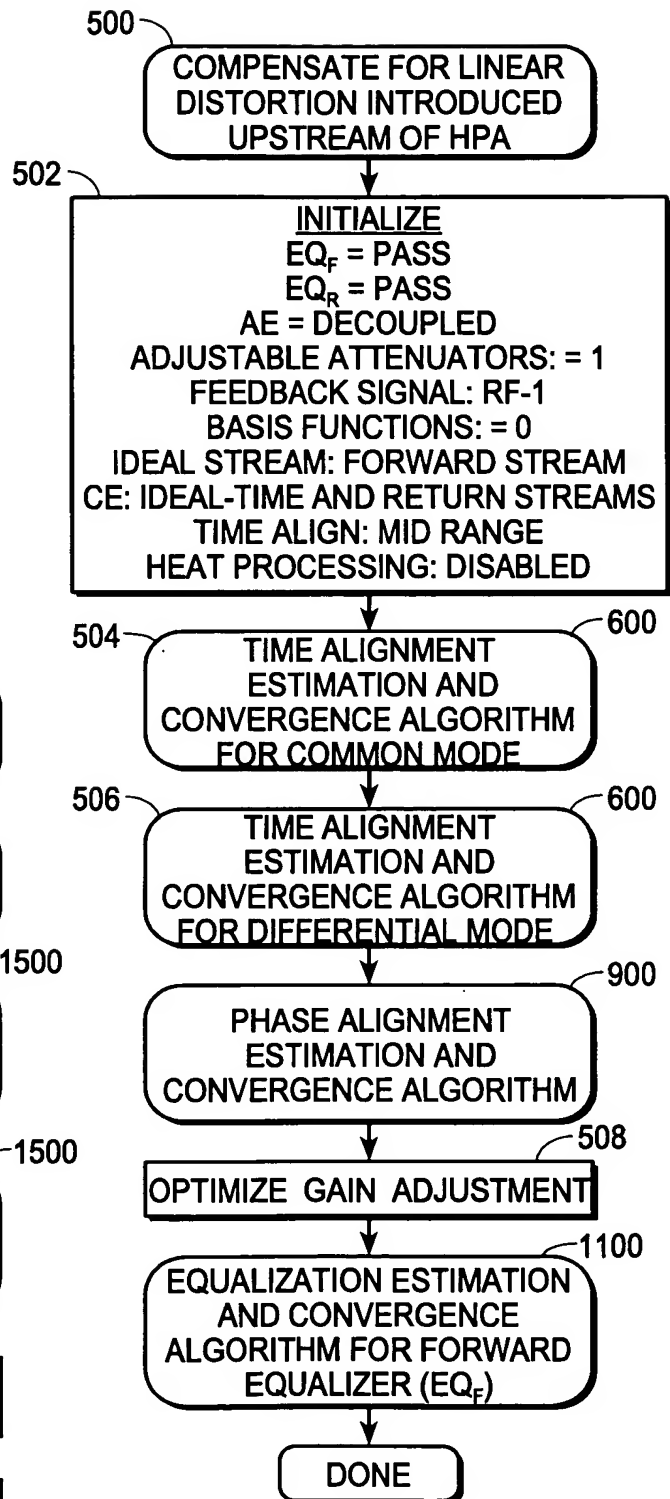 500
COMPENSATE FOR LINEAR
DISTORTION INTRODUCED
UPSTREAM OF HPA
502
INITIALIZE
EQF = PASS
EQR = PASS
AE = DECOUPLED
ADJUSTABLE ATTENUATORS: = 1
FEEDBACK SIGNAL: RF-1
BASIS FUNCTIONS: = 0
IDEAL STREAM: FORWARD STREAM
CE: IDEAL-TIME AND RETURN STREAMS
TIME ALIGN: MID RANGE
HEAT PROCESSING: DISABLED
504
600
TIME ALIGNMENT
ESTIMATION AND
CONVERGENCE ALGORITHM
FOR COMMON MODE
506
600
TIME ALIGNMENT
ESTIMATION AND
CONVERGENCE ALGORITHM
FOR DIFFERENTIAL MODE
1500
900
PHASE ALIGNMENT
ESTIMATION AND
CONVERGENCE ALGORITHM
1500
508
OPTIMIZE GAIN ADJUSTMENT
1100
EQUALIZATION ESTIMATION
AND CONVERGENCE
ALGORITHM FOR FORWARD
EQUALIZER (EQF)
DONE